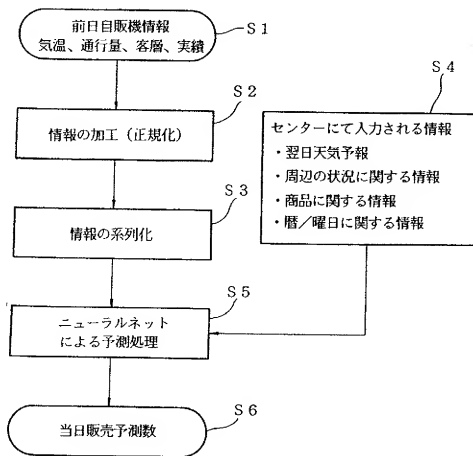 前日自販機情報
気温、通行量、客層、実績
S1
S2
情報の加工（正規化）
S3
情報の系列化
S4
センターにて入力される情報
・翌日天気予報
・周辺の状況に関する情報
・商品に関する情報
・暦／曜日に関する情報
S5
ニューラルネット
による予測処理
S6
当日販売予測数